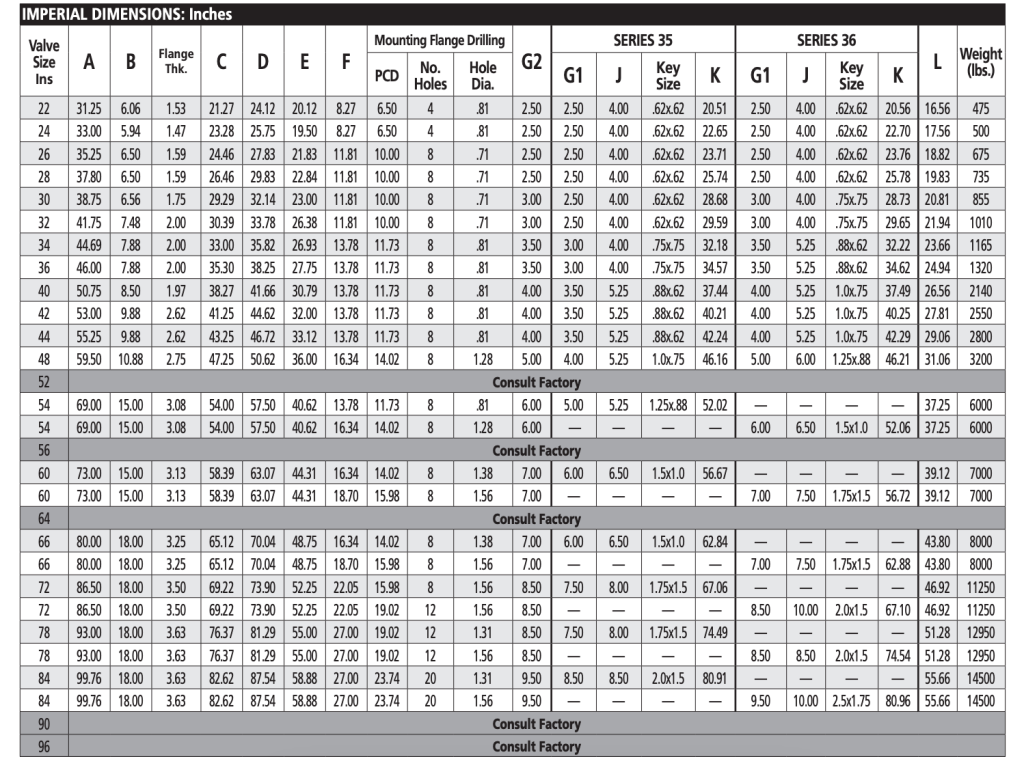 IMPERIAL DIMENSIONS: Inches
Valve Size Ins A B Flange Thk. C D E F Mounting Flange Drilling G2 SERIES 35 SERIES 36 L Weight (lbs.)
PCD No. Holes Hole Dia. G1 J Key Size K G1 J Key Size K
22 31.25 6.06 1.53 21.27 24.12 20.12 8.27 6.50 4 .81 2.50 2.50 4.00 .62x.62 20.51 2.50 4.00 .62x.62 20.56 16.56 475
24 33.00 5.94 1.47 23.28 25.75 19.50 8.27 6.50 4 .81 2.50 2.50 4.00 .62x.62 22.65 2.50 4.00 .62x.62 22.70 17.56 500
26 35.25 6.50 1.59 24.46 27.83 21.83 11.81 10.00 8 .71 2.50 2.50 4.00 .62x.62 23.71 2.50 4.00 .62x.62 23.76 18.82 675
28 37.80 6.50 1.59 26.46 29.83 22.84 11.81 10.00 8 .71 2.50 2.50 4.00 .62x.62 25.74 2.50 4.00 .62x.62 25.78 19.83 735
30 38.75 6.56 1.75 29.29 32.14 23.00 11.81 10.00 8 .71 3.00 2.50 4.00 .62x.62 28.68 3.00 4.00 .75x.75 28.73 20.81 855
32 41.75 7.48 2.00 30.39 33.78 26.38 11.81 10.00 8 .71 3.00 2.50 4.00 .62x.62 29.59 3.00 4.00 .75x.75 29.65 21.94 1010
34 44.69 7.88 2.00 33.00 35.82 26.93 13.78 11.73 8 .81 3.50 3.00 4.00 .75x.75 32.18 3.50 5.25 .88x.62 32.22 23.66 1165
36 46.00 7.88 2.00 35.30 38.25 27.75 13.78 11.73 8 .81 3.50 3.00 4.00 .75x.75 34.57 3.50 5.25 .88x.62 34.62 24.94 1320
40 50.75 8.50 1.97 38.27 41.66 30.79 13.78 11.73 8 .81 4.00 3.50 5.25 .88x.62 37.44 4.00 5.25 1.0x.75 37.49 26.56 2140
42 53.00 9.88 2.62 41.25 44.62 32.00 13.78 11.73 8 .81 4.00 3.50 5.25 .88x.62 40.21 4.00 5.25 1.0x.75 40.25 27.81 2550
44 55.25 9.88 2.62 43.25 46.72 33.12 13.78 11.73 8 .81 4.00 3.50 5.25 .88x.62 42.24 4.00 5.25 1.0x.75 42.29 29.06 2800
48 59.50 10.88 2.75 47.25 50.62 36.00 16.34 14.02 8 1.28 5.00 4.00 5.25 1.0x.75 46.16 5.00 6.00 1.25x.88 46.21 31.06 3200
52 Consult Factory
54 69.00 15.00 3.08 54.00 57.50 40.62 13.78 11.73 8 .81 6.00 5.00 5.25 1.25x.88 52.02 — — — — 37.25 6000
54 69.00 15.00 3.08 54.00 57.50 40.62 16.34 14.02 8 1.28 6.00 — — — — 6.00 6.50 1.5x1.0 52.06 37.25 6000
56 Consult Factory
60 73.00 15.00 3.13 58.39 63.07 44.31 16.34 14.02 8 1.38 7.00 6.00 6.50 1.5x1.0 56.67 — — — — 39.12 7000
60 73.00 15.00 3.13 58.39 63.07 44.31 18.70 15.98 8 1.56 7.00 — — — — 7.00 7.50 1.75x1.5 56.72 39.12 7000
64 Consult Factory
66 80.00 18.00 3.25 65.12 70.04 48.75 16.34 14.02 8 1.38 7.00 6.00 6.50 1.5x1.0 62.84 — — — — 43.80 8000
66 80.00 18.00 3.25 65.12 70.04 48.75 18.70 15.98 8 1.56 7.00 — — — — 7.00 7.50 1.75x1.5 62.88 43.80 8000
72 86.50 18.00 3.50 69.22 73.90 52.25 22.05 15.98 8 1.56 8.50 7.50 8.00 1.75x1.5 67.06 46.92 11250
72 86.50 18.00 3.50 69.22 73.90 52.25 22.05 19.02 12 1.56 8.50 — — — — 8.50 10.00 2.0x1.5 67.10 46.92 11250
78 93.00 18.00 3.63 76.37 81.29 55.00 27.00 19.02 12 1.31 8.50 7.50 8.00 1.75x1.5 74.49 — — — — 51.28 12950
78 93.00 18.00 3.63 76.37 81.29 55.00 27.00 19.02 12 1.56 8.50 — — — — 8.50 8.50 2.0x1.5 74.54 51.28 12950
84 99.76 18.00 3.63 82.62 87.54 58.88 27.00 23.74 20 1.31 9.50 8.50 8.50 2.0x1.5 80.91 — — — — 55.66 14500
84 99.76 18.00 3.63 82.62 87.54 58.88 27.00 23.74 20 1.56 9.50 — — — — 9.50 10.00 2.5x1.75 80.96 55.66 14500
90 Consult Factory
96 Consult Factory